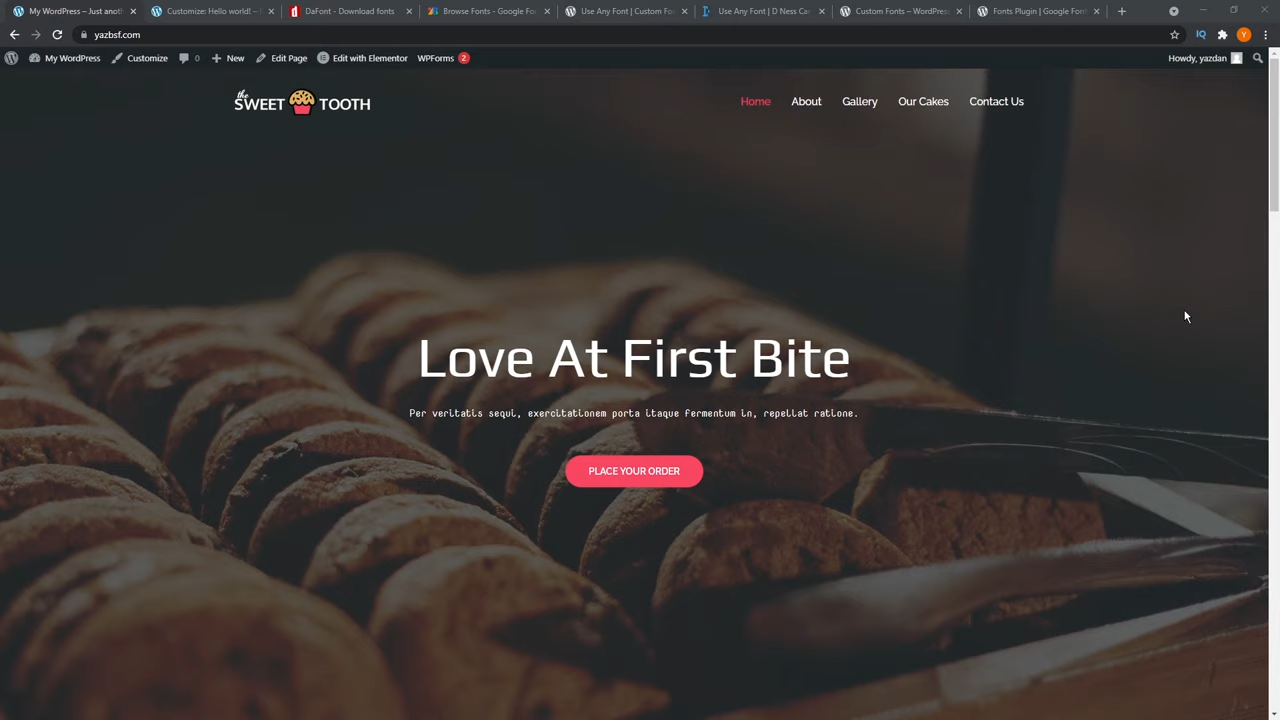 My WordPress – Just anot
Customize: Hello world! –
DaFont - Download fonts
Browse Fonts - Google Fo
Use Any Font | Custom Fo
Use Any Font | D Ness Ca
Custom Fonts – WordPres
Fonts Plugin | Google Font
yazbsf.com
IQ
Y
My WordPress
Customize
0
New
Edit Page
Edit with Elementor
WPForms 2
Howdy, yazdan
the
SWEET TOOTH
Home
About
Gallery
Our Cakes
Contact Us
Love At First Bite
Per veritatis sequi, exercitationem porta itaque fermentum in, repellat ratione.
PLACE YOUR ORDER